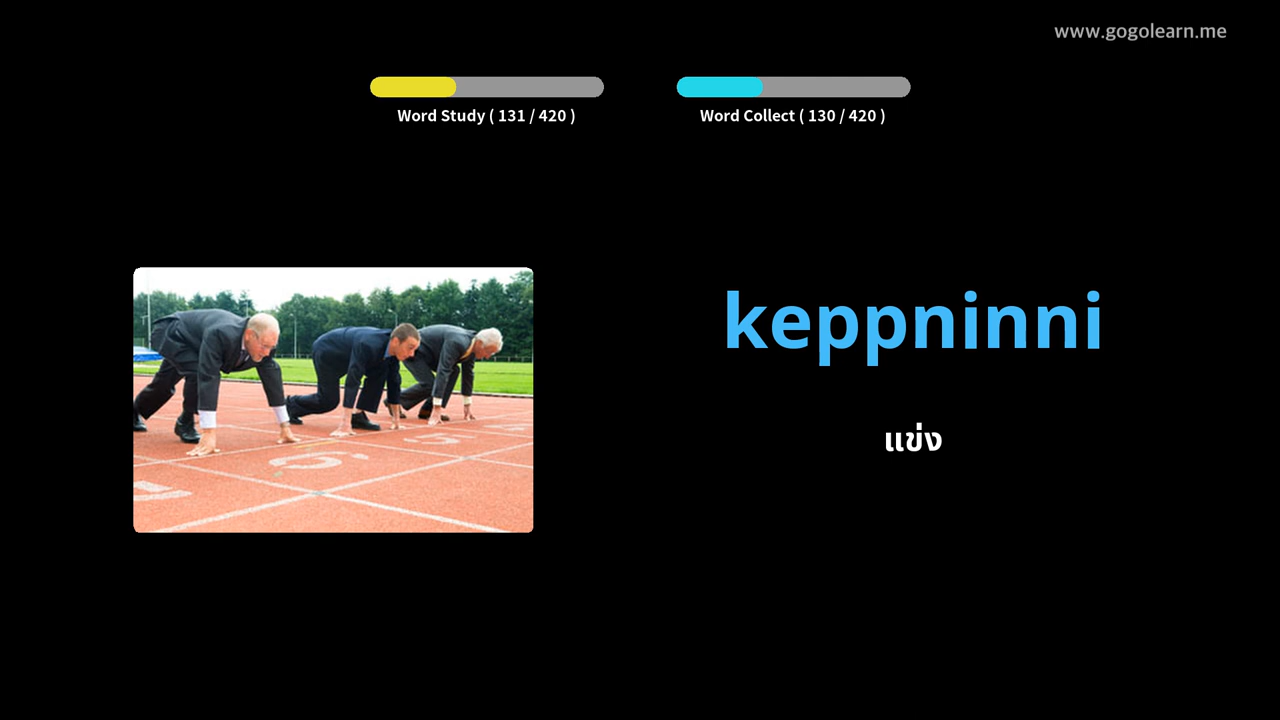 www.gogolearn.me
Word Study ( 131 / 420 )
Word Collect ( 130 / 420 )
keppninni
แข่ง